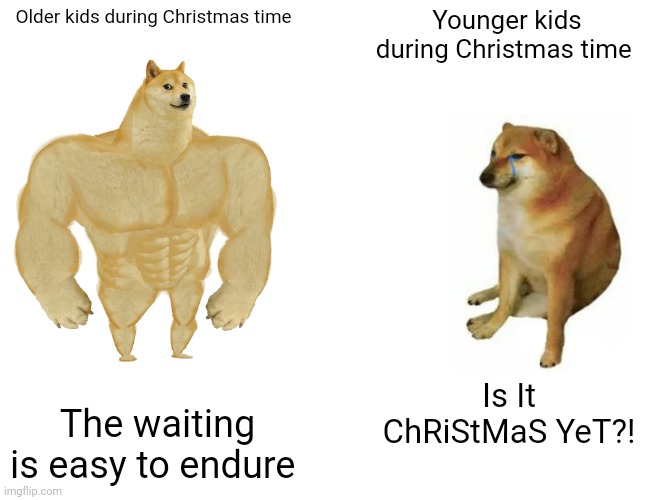 Older kids during Christmas time
Younger kids
during Christmas time
The waiting
is easy to endure
Is It
ChRiStMaS YeT?!
imgflip.com